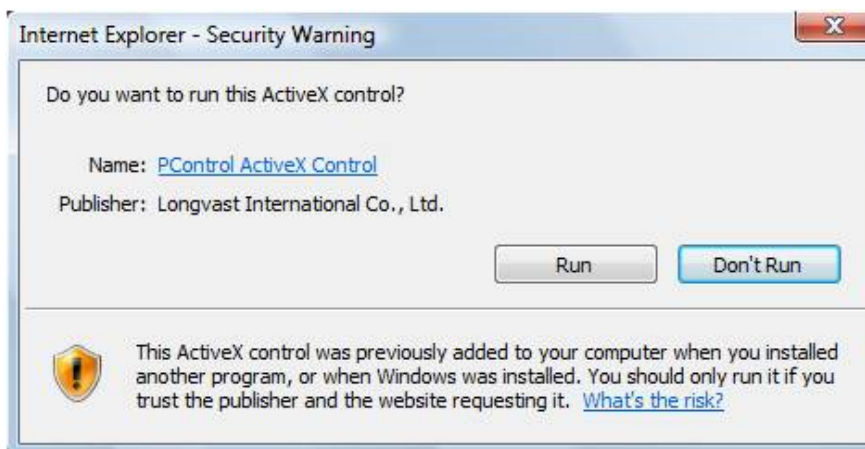 Internet Explorer - Security Warning
Do you want to run this ActiveX control?
Name: PControl ActiveX Control
Publisher: Longvast International Co., Ltd.
Run Don't Run
This ActiveX control was previously added to your computer when you installed
another program, or when Windows was installed. You should only run it if you
trust the publisher and the website requesting it. What's the risk?